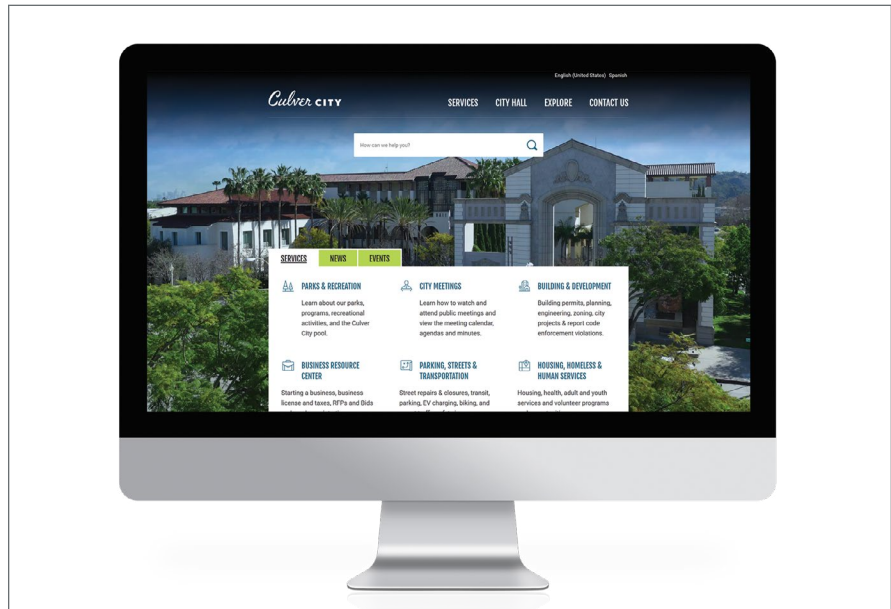 English (United States) Spanish
Culver CITY
SERVICES CITY HALL EXPLORE CONTACT US
How can we help you?
SERVICES NEWS EVENTS
PARKS & RECREATION
Learn about our parks,
programs, recreational
activities, and the Culver
City pool.
CITY MEETINGS
Learn how to watch and
attend public meetings and
view the meeting calendar,
agendas and minutes.
BUILDING & DEVELOPMENT
Building permits, planning,
engineering, zoning, city
projects & report code
enforcement violations.
BUSINESS RESOURCE
CENTER
Starting a business, business
license and taxes, RFPs and Bids
PARKING, STREETS &
TRANSPORTATION
Street repairs & closures, transit,
parking, EV charging, biking, and
HOUSING, HOMELESS &
HUMAN SERVICES
Housing, health, adult and youth
services and volunteer programs